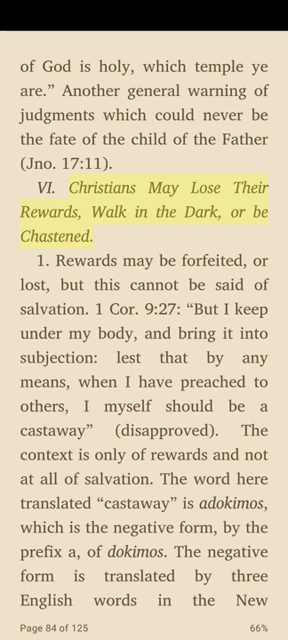 of God is holy, which temple ye
are.” Another general warning of
judgments which could never be
the fate of the child of the Father
(Jno. 17:11).
VI. Christians May Lose Their
Rewards, Walk in the Dark, or be
Chastened.
1. Rewards may be forfeited, or
lost, but this cannot be said of
salvation. 1 Cor. 9:27: “But I keep
under my body, and bring it into
subjection: lest that by any
means, when I have preached to
others, I myself should be a
castaway” (disapproved). The
context is only of rewards and not
at all of salvation. The word here
translated “castaway” is adokimos,
which is the negative form, by the
prefix a, of dokimos. The negative
form is translated by three
English words in the New
Page 84 of 125 66%